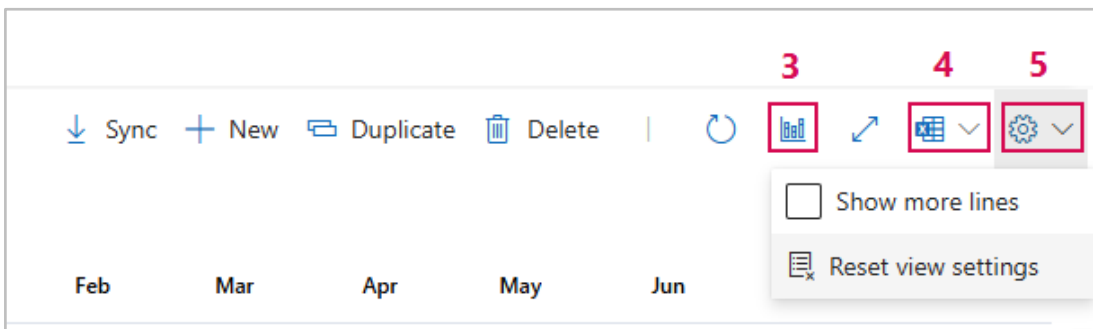 3 4 5
Sync New Duplicate Delete
Show more lines
Reset view settings
Feb Mar Apr May Jun